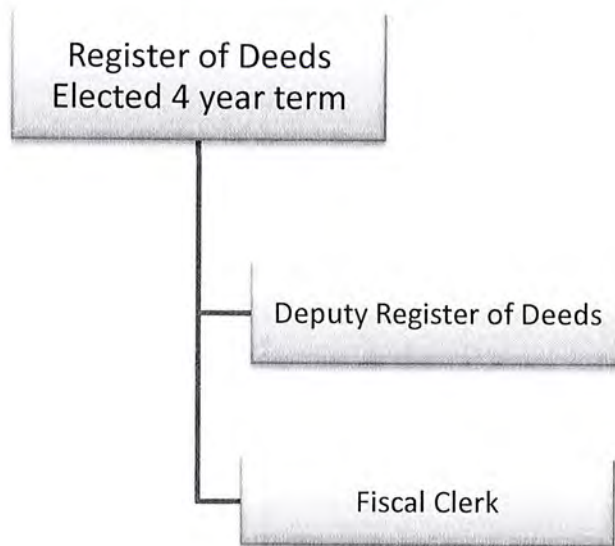 Register of Deeds
Elected 4 year term
Deputy Register of Deeds
Fiscal Clerk